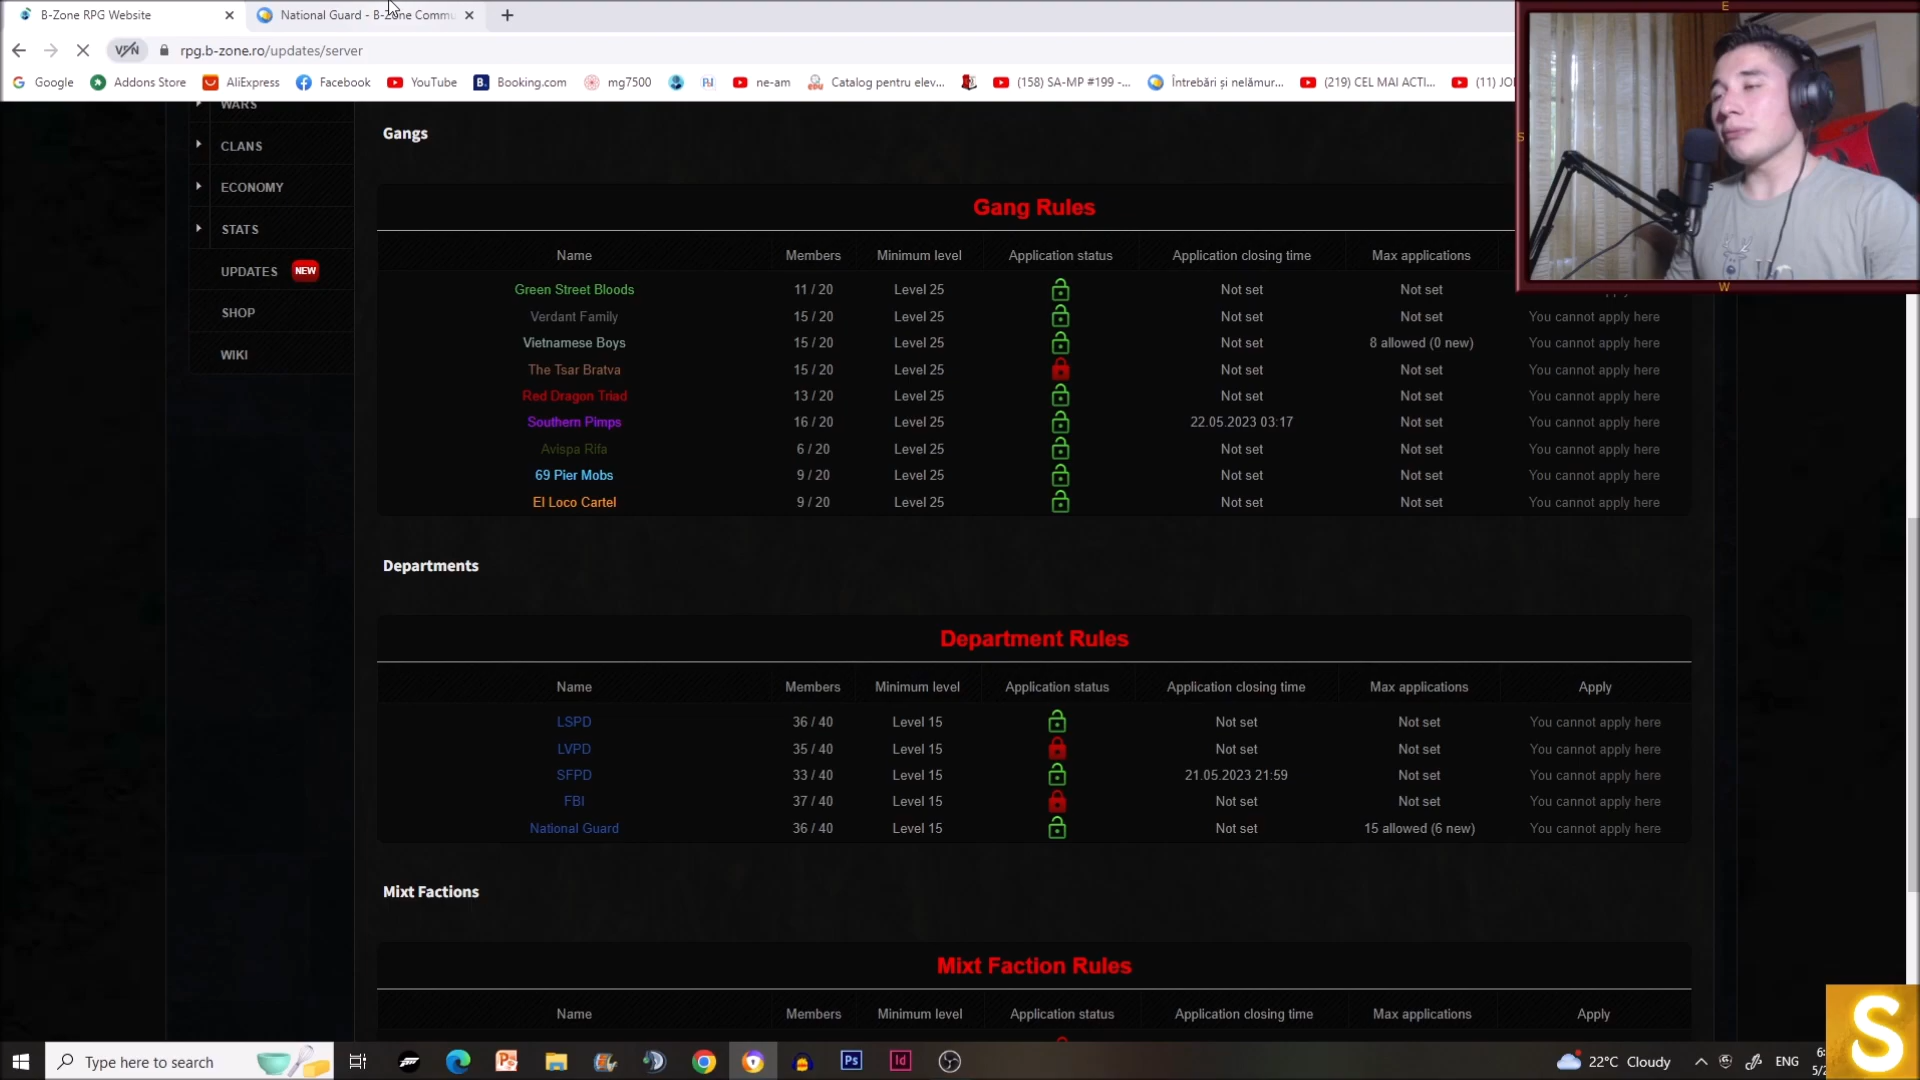 B-Zone RPG Website
National Guard - B-Zone Commu
E
VPN
rpg.b-zone.ro/updates/server
Google
Addons Store
AliExpress
Facebook
YouTube
B. Booking.com
mg7500
ne-am
Catalog pentru elev...
(158) SA-MP #199 -...
Întrebări și nelămur...
(219) CEL MAI ACTI...
(11) JO
S
W
WARS
CLANS
ECONOMY
STATS
UPDATES NEW
SHOP
WIKI
Gangs
Gang Rules
Name Members Minimum level Application status Application closing time Max applications
Green Street Bloods 11 / 20 Level 25 Not set Not set
Verdant Family 15 / 20 Level 25 Not set Not set You cannot apply here
Vietnamese Boys 15 / 20 Level 25 Not set 8 allowed (0 new) You cannot apply here
The Tsar Bratva 15 / 20 Level 25 Not set Not set You cannot apply here
Red Dragon Triad 13 / 20 Level 25 Not set Not set You cannot apply here
Southern Pimps 16 / 20 Level 25 22.05.2023 03:17 Not set You cannot apply here
Avispa Rifa 6 / 20 Level 25 Not set Not set You cannot apply here
69 Pier Mobs 9 / 20 Level 25 Not set Not set You cannot apply here
El Loco Cartel 9 / 20 Level 25 Not set Not set You cannot apply here
Departments
Department Rules
Name Members Minimum level Application status Application closing time Max applications Apply
LSPD 36 / 40 Level 15 Not set Not set You cannot apply here
LVPD 35 / 40 Level 15 Not set Not set You cannot apply here
SFPD 33 / 40 Level 15 21.05.2023 21:59 Not set You cannot apply here
FBI 37 / 40 Level 15 Not set Not set You cannot apply here
National Guard 36 / 40 Level 15 Not set 15 allowed (6 new) You cannot apply here
Mixt Factions
Mixt Faction Rules
Name Members Minimum level Application status Application closing time Max applications Apply
S
Type here to search
Ps
Id
22°C Cloudy
ENG
6:
5/2